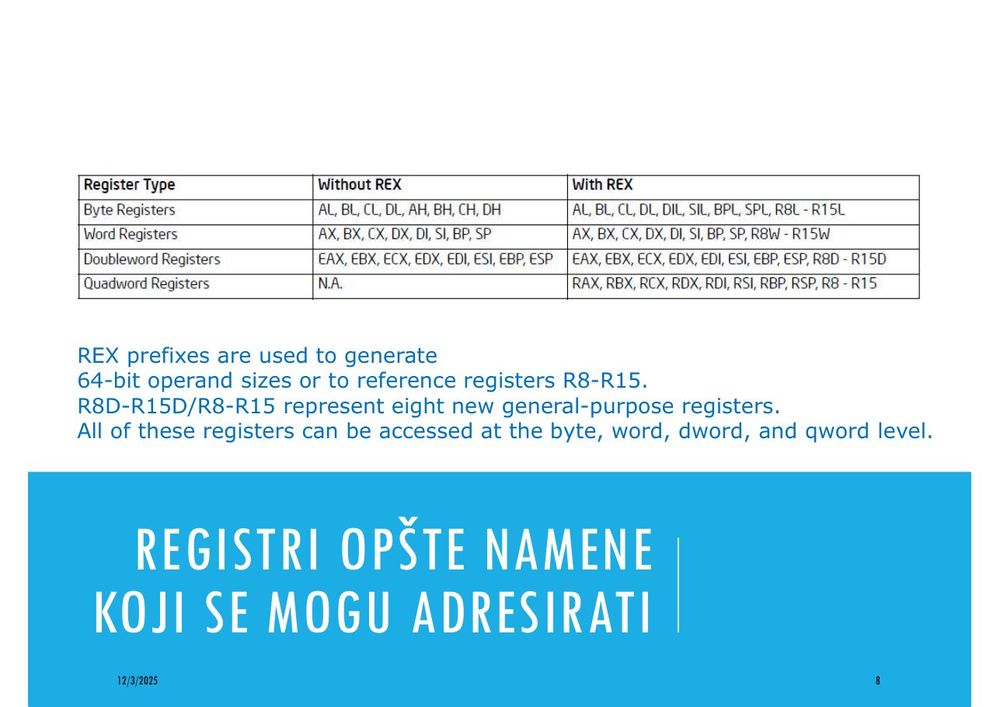 Register Type Without REX With REX
Byte Registers AL, BL, CL, DL, AH, BH, CH, DH AL, BL, CL, DL, DIL, SIL, BPL, SPL, R8L - R15L
Word Registers AX, BX, CX, DX, DI, SI, BP, SP AX, BX, CX, DX, DI, SI, BP, SP, R8W - R15W
Doubleword Registers EAX, EBX, ECX, EDX, EDI, ESI, EBP, ESP EAX, EBX, ECX, EDX, EDI, ESI, EBP, ESP, R8D - R15D
Quadword Registers N.A. RAX, RBX, RCX, RDX, RDI, RSI, RBP, RSP, R8 - R15
REX prefixes are used to generate
64-bit operand sizes or to reference registers R8-R15.
R8D-R15D/R8-R15 represent eight new general-purpose registers.
All of these registers can be accessed at the byte, word, dword, and qword level.
REGISTRI OPŠTE NAMENE
KOJI SE MOGU ADRESIRATI
12/3/2025 8